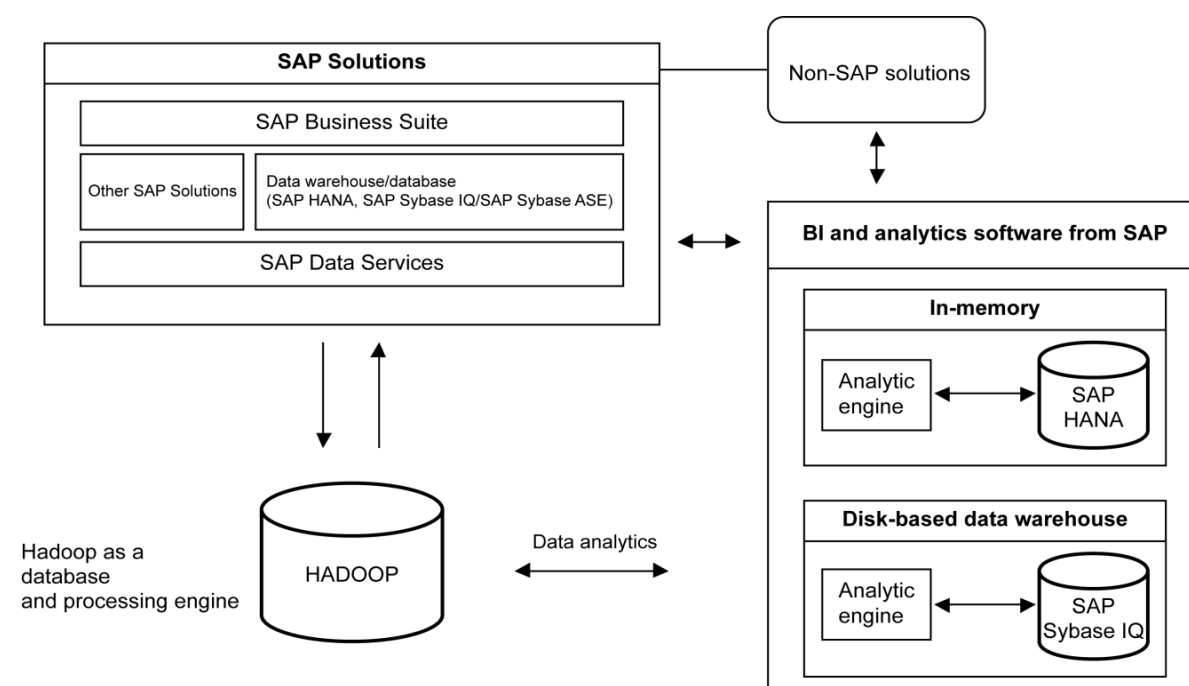 SAP Solutions
SAP Business Suite
Other SAP Solutions
Data warehouse/database
(SAP HANA, SAP Sybase IQ/SAP Sybase ASE)
SAP Data Services
Non-SAP solutions
BI and analytics software from SAP
In-memory
Analytic
engine
SAP
HANA
Disk-based data warehouse
Analytic
engine
SAP
Sybase IQ
Hadoop as a
database
and processing engine
HADOOP
Data analytics